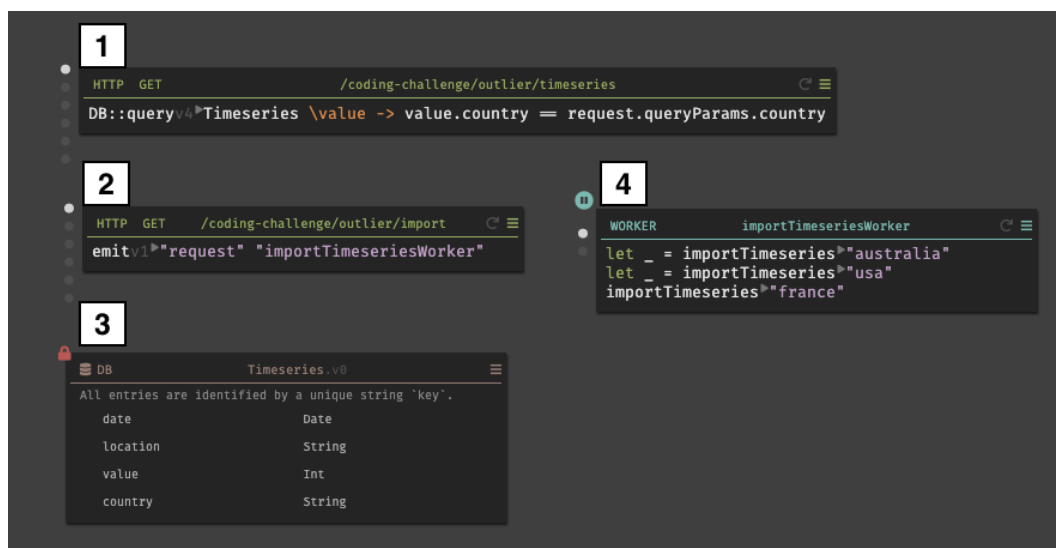 1
HTTP GET /coding-challenge/outlier/timeseries
DB::queryv4 Timeseries \value -> value.country == request.queryParams.country
2
HTTP GET /coding-challenge/outlier/import
emitv1 "request" "importTimeseriesWorker"
4
WORKER importTimeseriesWorker
let _ = importTimeseries "australia"
let _ = importTimeseries "usa"
importTimeseries "france"
3
DB Timeseries.v0
All entries are identified by a unique string `key`.
date Date
location String
value Int
country String